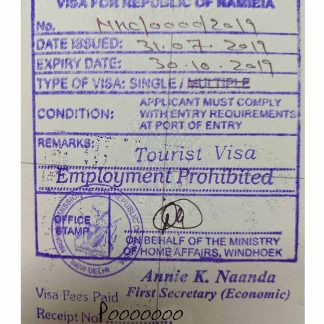 VISA FOR REPUBLIC OF NAMIBIA
No. NHC/0000/2019
DATE ISSUED: 31.07.2019
EXPIRY DATE: 30.10.2019
TYPE OF VISA: SINGLE / MULTIPLE
CONDITION: APPLICANT MUST COMPLY
WITH ENTRY REQUIREMENTS
AT PORT OF ENTRY
REMARKS:
Tourist Visa
Employment Prohibited
OFFICE
STAMP
NEW DELHI
ON BEHALF OF THE MINISTRY
OF HOME AFFAIRS, WINDHOEK
Annie K. Naanda
Visa Fees Paid First Secretary (Economic)
Receipt No. P0000000